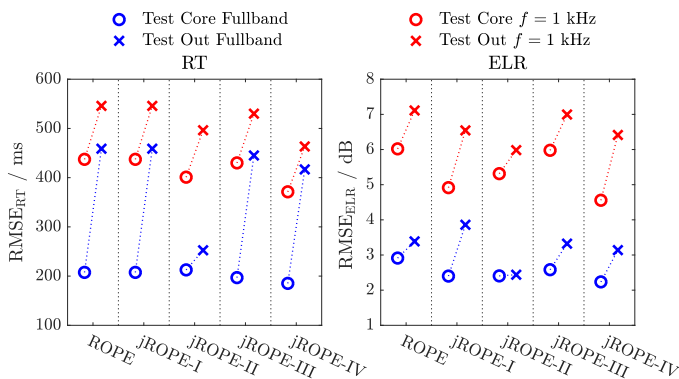 Test Core Fullband
Test Out Fullband
Test Core f = 1 kHz
Test Out f = 1 kHz
RT
RMSE_RT / ms
600
500
400
300
200
100
ROPE
jROPE-I
jROPE-II
jROPE-III
jROPE-IV
ELR
RMSE_ELR / dB
8
7
6
5
4
3
2
1
ROPE
jROPE-I
jROPE-II
jROPE-III
jROPE-IV